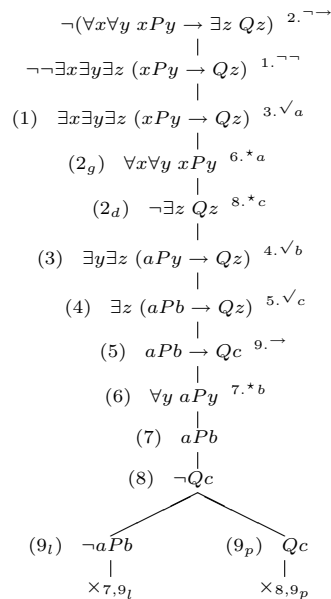 ¬(∀x∀y xPy → ∃z Qz) 2.¬→
¬¬∃x∃y∃z (xPy → Qz) 1.¬¬
(1) ∃x∃y∃z (xPy → Qz) 3.√a
(2g) ∀x∀y xPy 6.⋆a
(2d) ¬∃z Qz 8.⋆c
(3) ∃y∃z (aPy → Qz) 4.√b
(4) ∃z (aPb → Qz) 5.√c
(5) aPb → Qc 9.→
(6) ∀y aPy 7.⋆b
(7) aPb
(8) ¬Qc
(9l) ¬aPb (9p) Qc
×7,9l ×8,9p